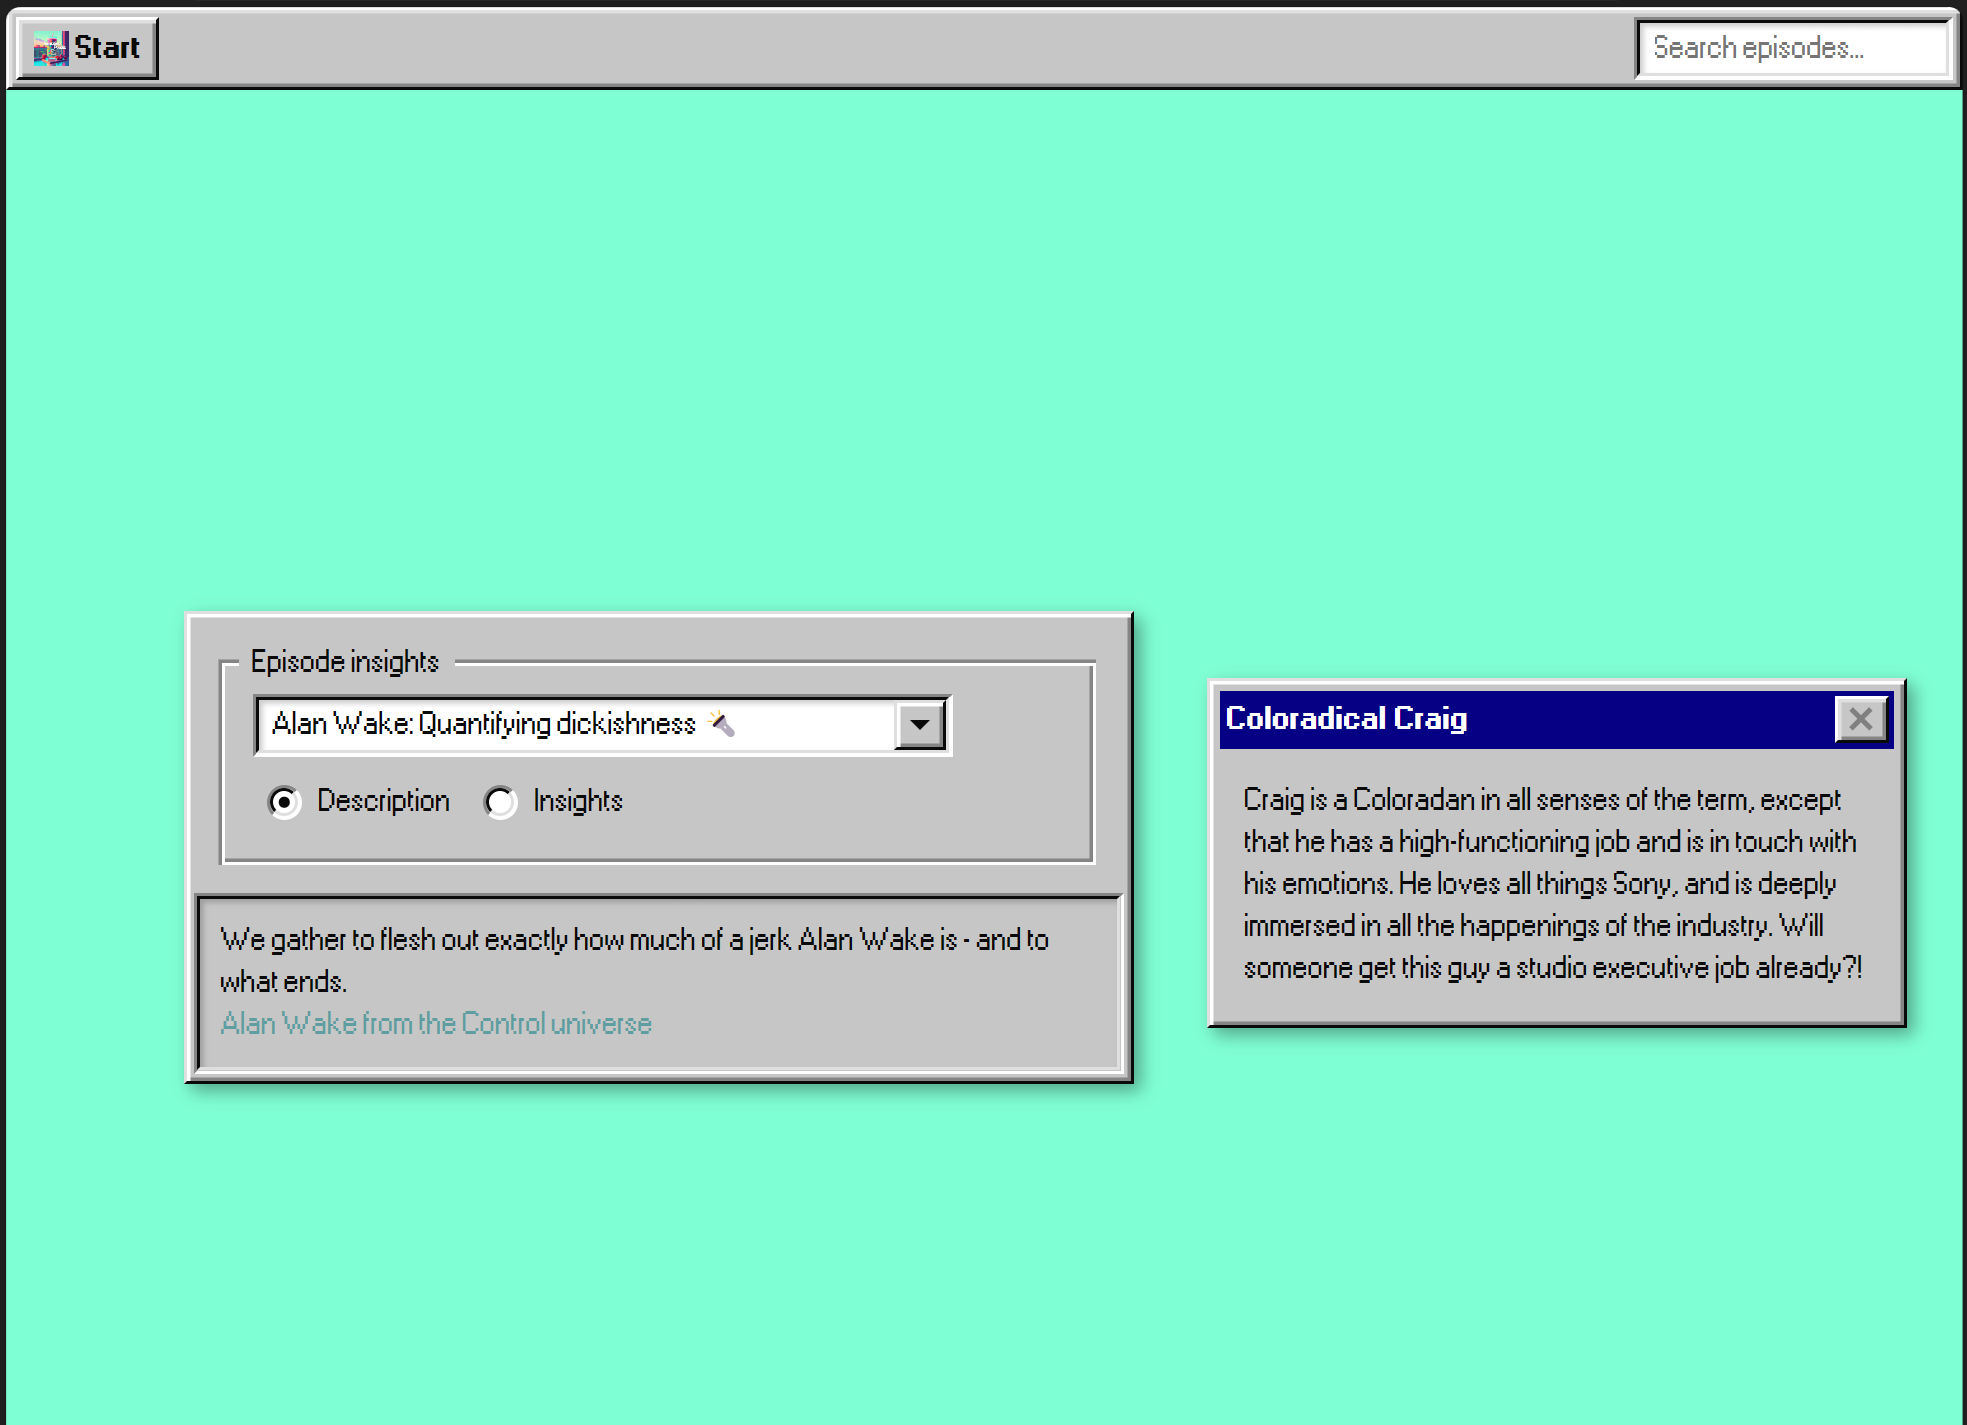 Start
Search episodes...
Episode insights
Alan Wake: Quantifying dickishness
Description
Insights
We gather to flesh out exactly how much of a jerk Alan Wake is - and to
what ends.
Alan Wake from the Control universe
Coloradical Craig
Craig is a Coloradan in all senses of the term, except
that he has a high-functioning job and is in touch with
his emotions. He loves all things Sony, and is deeply
immersed in all the happenings of the industry. Will
someone get this guy a studio executive job already?!